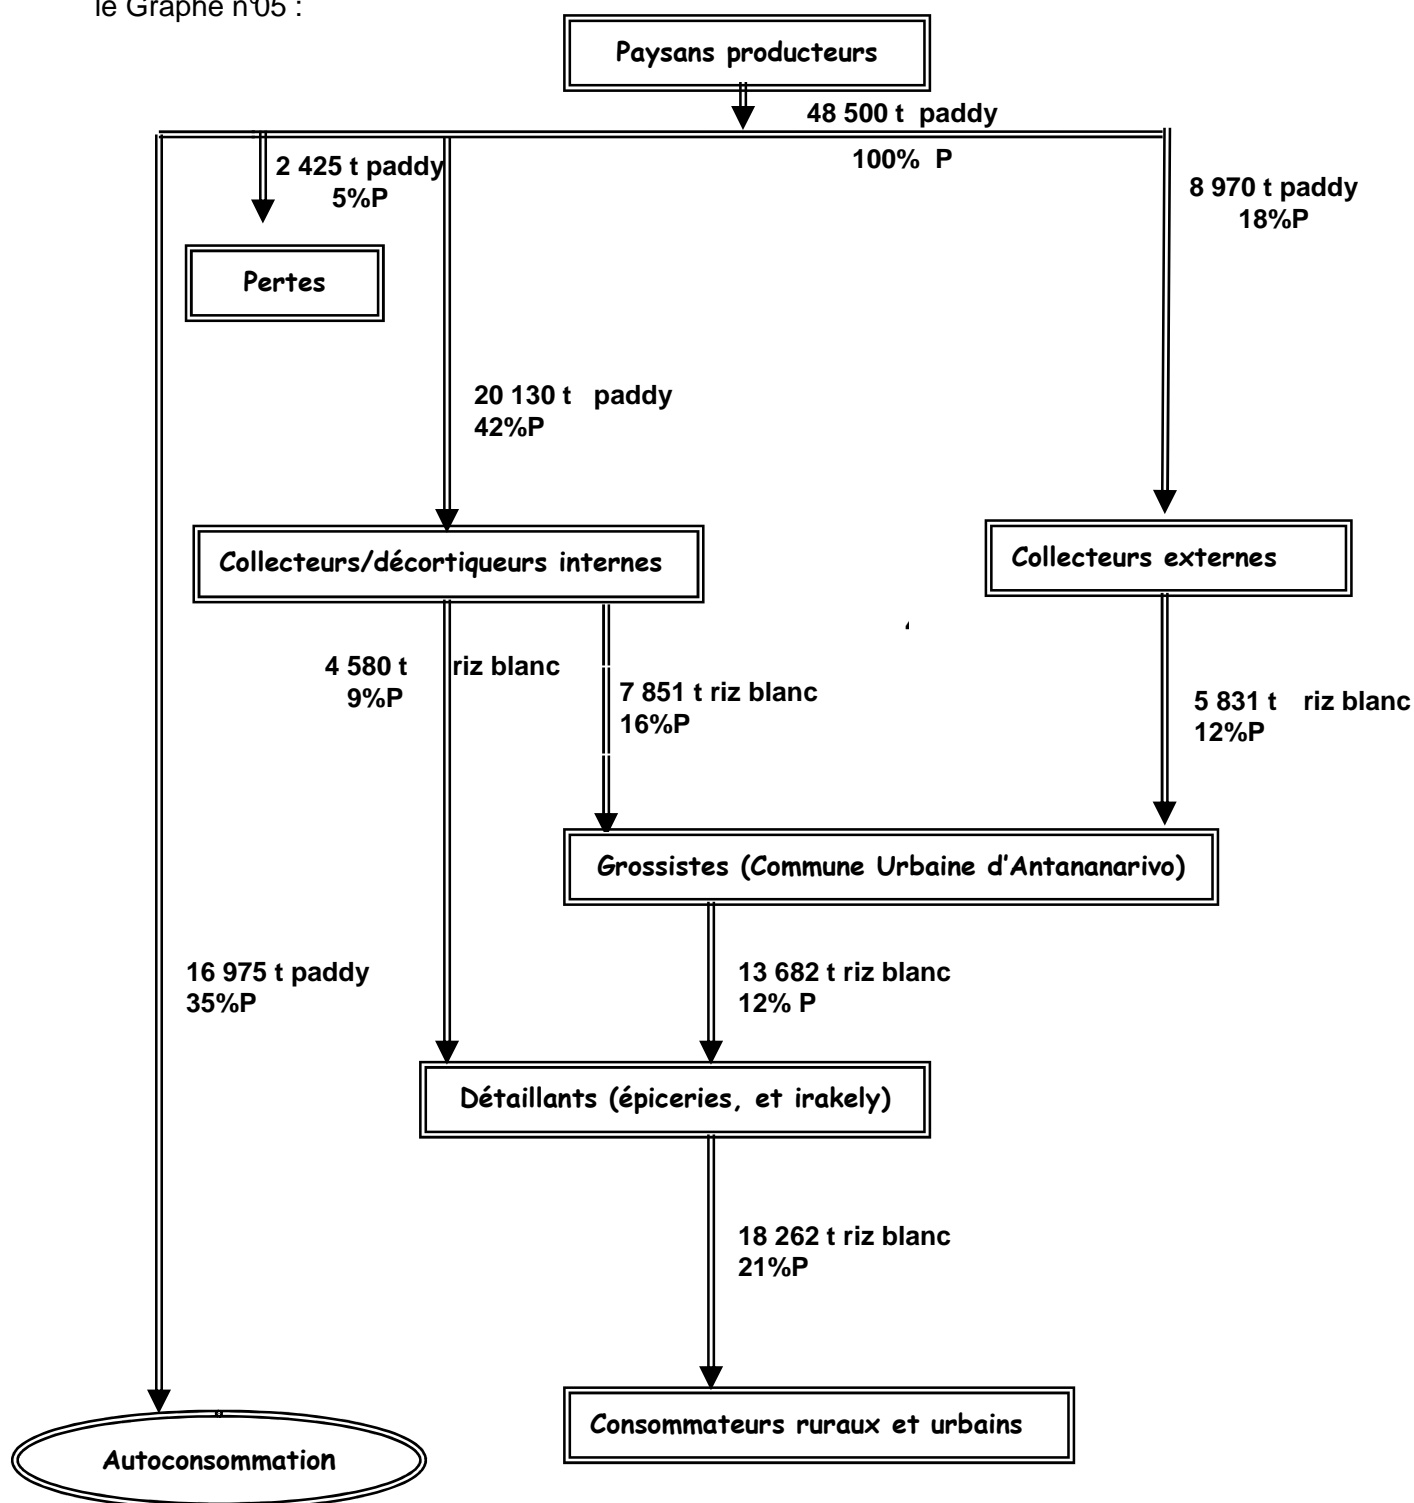 le Graphe n°05 :
Paysans producteurs
48 500 t paddy
100% P
2 425 t paddy
5%P
8 970 t paddy
18%P
Pertes
20 130 t paddy
42%P
Collecteurs/décortiqueurs internes
Collecteurs externes
4 580 t riz blanc
9%P
7 851 t riz blanc
16%P
5 831 t riz blanc
12%P
Grossistes (Commune Urbaine d'Antananarivo)
16 975 t paddy
35%P
13 682 t riz blanc
12% P
Détaillants (épiceries, et irakely)
18 262 t riz blanc
21%P
Consommateurs ruraux et urbains
Autoconsommation